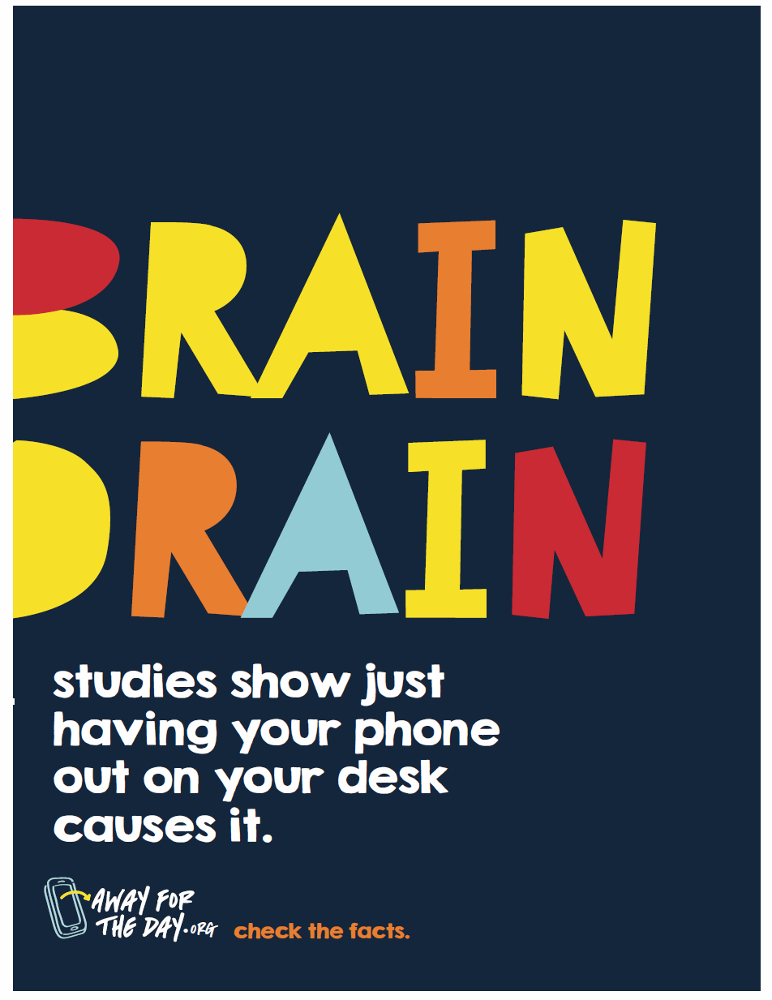 BRAIN
DRAIN
studies show just
having your phone
out on your desk
causes it.
AWAY FOR
THE DAY.ORG
check the facts.